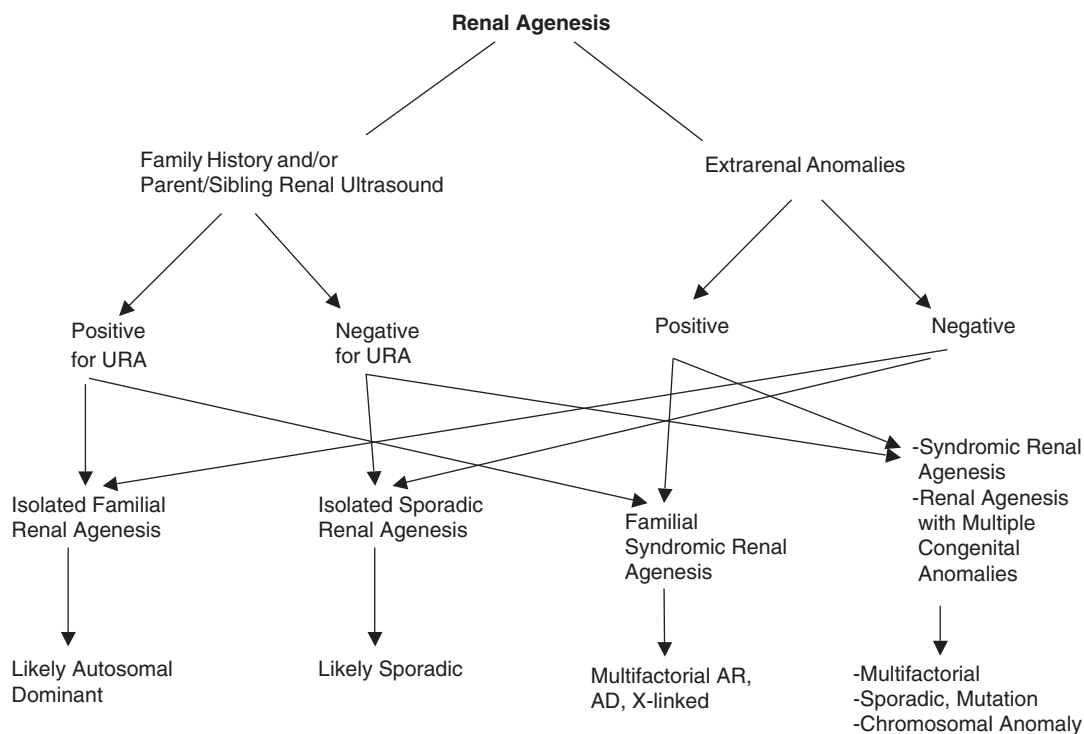 Renal Agenesis
Family History and/or
Parent/Sibling Renal Ultrasound
Extrarenal Anomalies
Positive
for URA
Negative
for URA
Positive
Negative
Isolated Familial
Renal Agenesis
Isolated Sporadic
Renal Agenesis
Familial
Syndromic Renal
Agenesis
-Syndromic Renal
Agenesis
-Renal Agenesis
with Multiple
Congenital
Anomalies
Likely Autosomal
Dominant
Likely Sporadic
Multifactorial AR,
AD, X-linked
-Multifactorial
-Sporadic, Mutation
-Chromosomal Anomaly